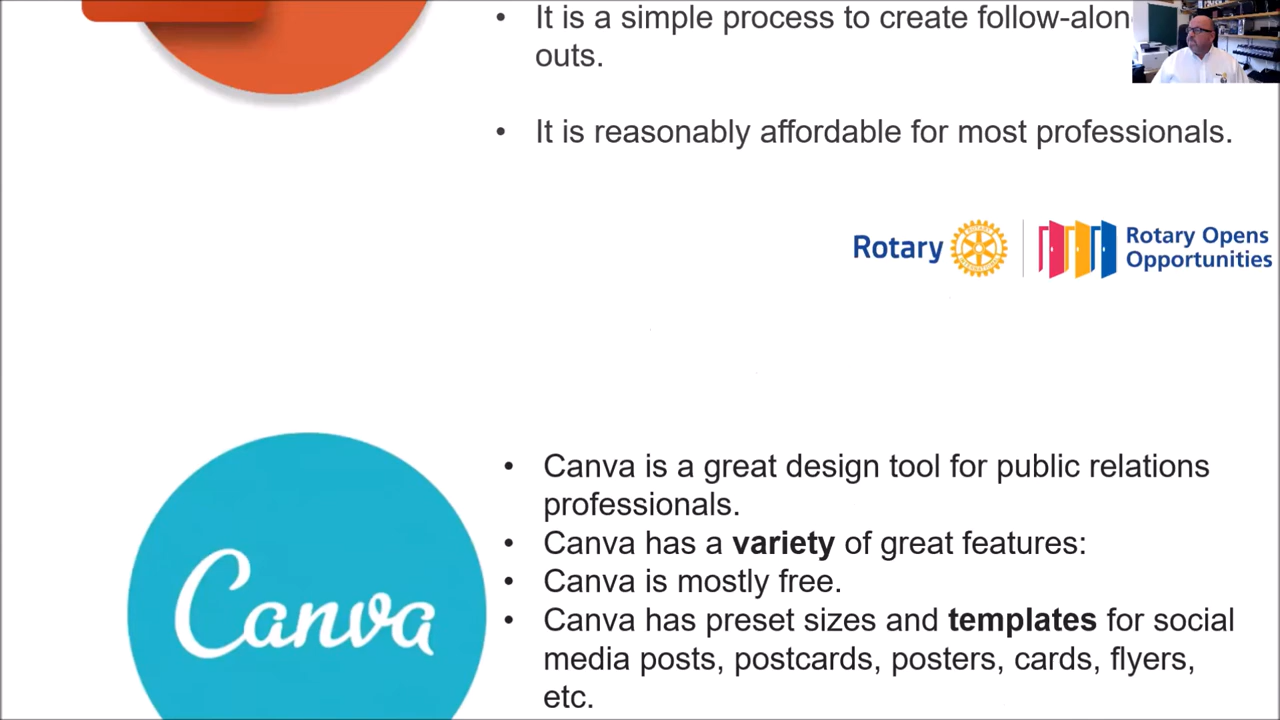 • It is a simple process to create follow-alon
outs.
• It is reasonably affordable for most professionals.
Rotary
Rotary Opens
Opportunities
• Canva is a great design tool for public relations
professionals.
• Canva has a variety of great features:
• Canva is mostly free.
• Canva has preset sizes and templates for social
media posts, postcards, posters, cards, flyers,
etc.
Canva